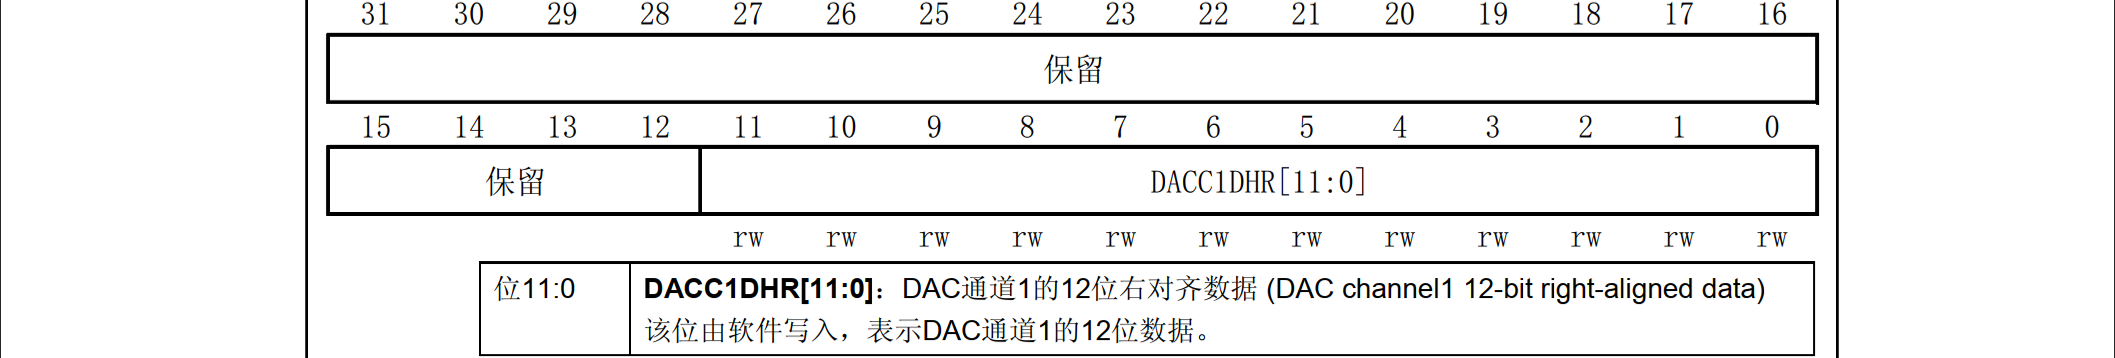 31 30 29 28 27 26 25 24 23 22 21 20 19 18 17 16
保留
15 14 13 12 11 10 9 8 7 6 5 4 3 2 1 0
保留 DACC1DHR[11:0]
rw rw rw rw rw rw rw rw rw rw rw rw
位11:0 DACC1DHR[11:0]：DAC通道1的12位右对齐数据 (DAC channel1 12-bit right-aligned data)
该位由软件写入，表示DAC通道1的12位数据。